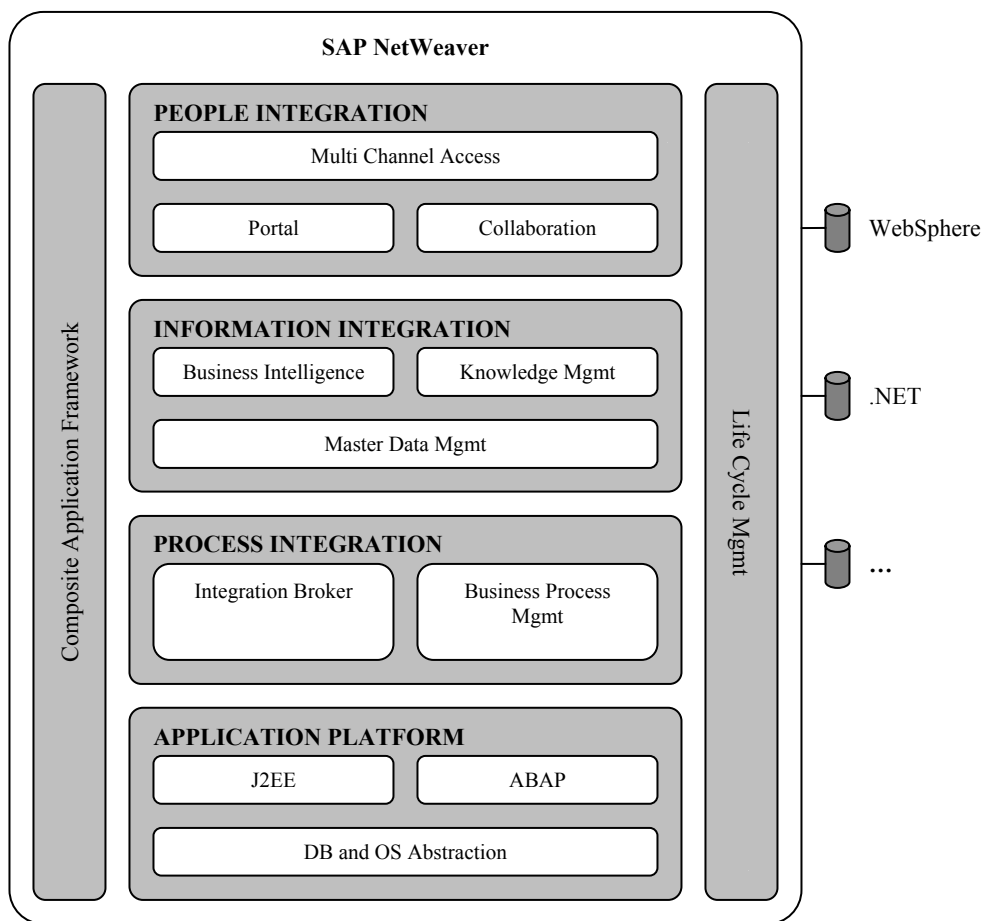 SAP NetWeaver
Composite Application Framework
PEOPLE INTEGRATION
Multi Channel Access
Portal
Collaboration
INFORMATION INTEGRATION
Business Intelligence
Knowledge Mgmt
Master Data Mgmt
PROCESS INTEGRATION
Integration Broker
Business Process
Mgmt
APPLICATION PLATFORM
J2EE
ABAP
DB and OS Abstraction
Life Cycle Mgmt
WebSphere
.NET
...